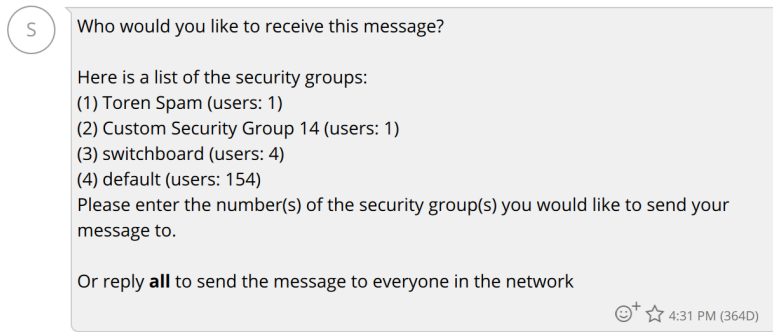 S
Who would you like to receive this message?
Here is a list of the security groups:
(1) Toren Spam (users: 1)
(2) Custom Security Group 14 (users: 1)
(3) switchboard (users: 4)
(4) default (users: 154)
Please enter the number(s) of the security group(s) you would like to send your
message to.
Or reply all to send the message to everyone in the network
4:31 PM (364D)